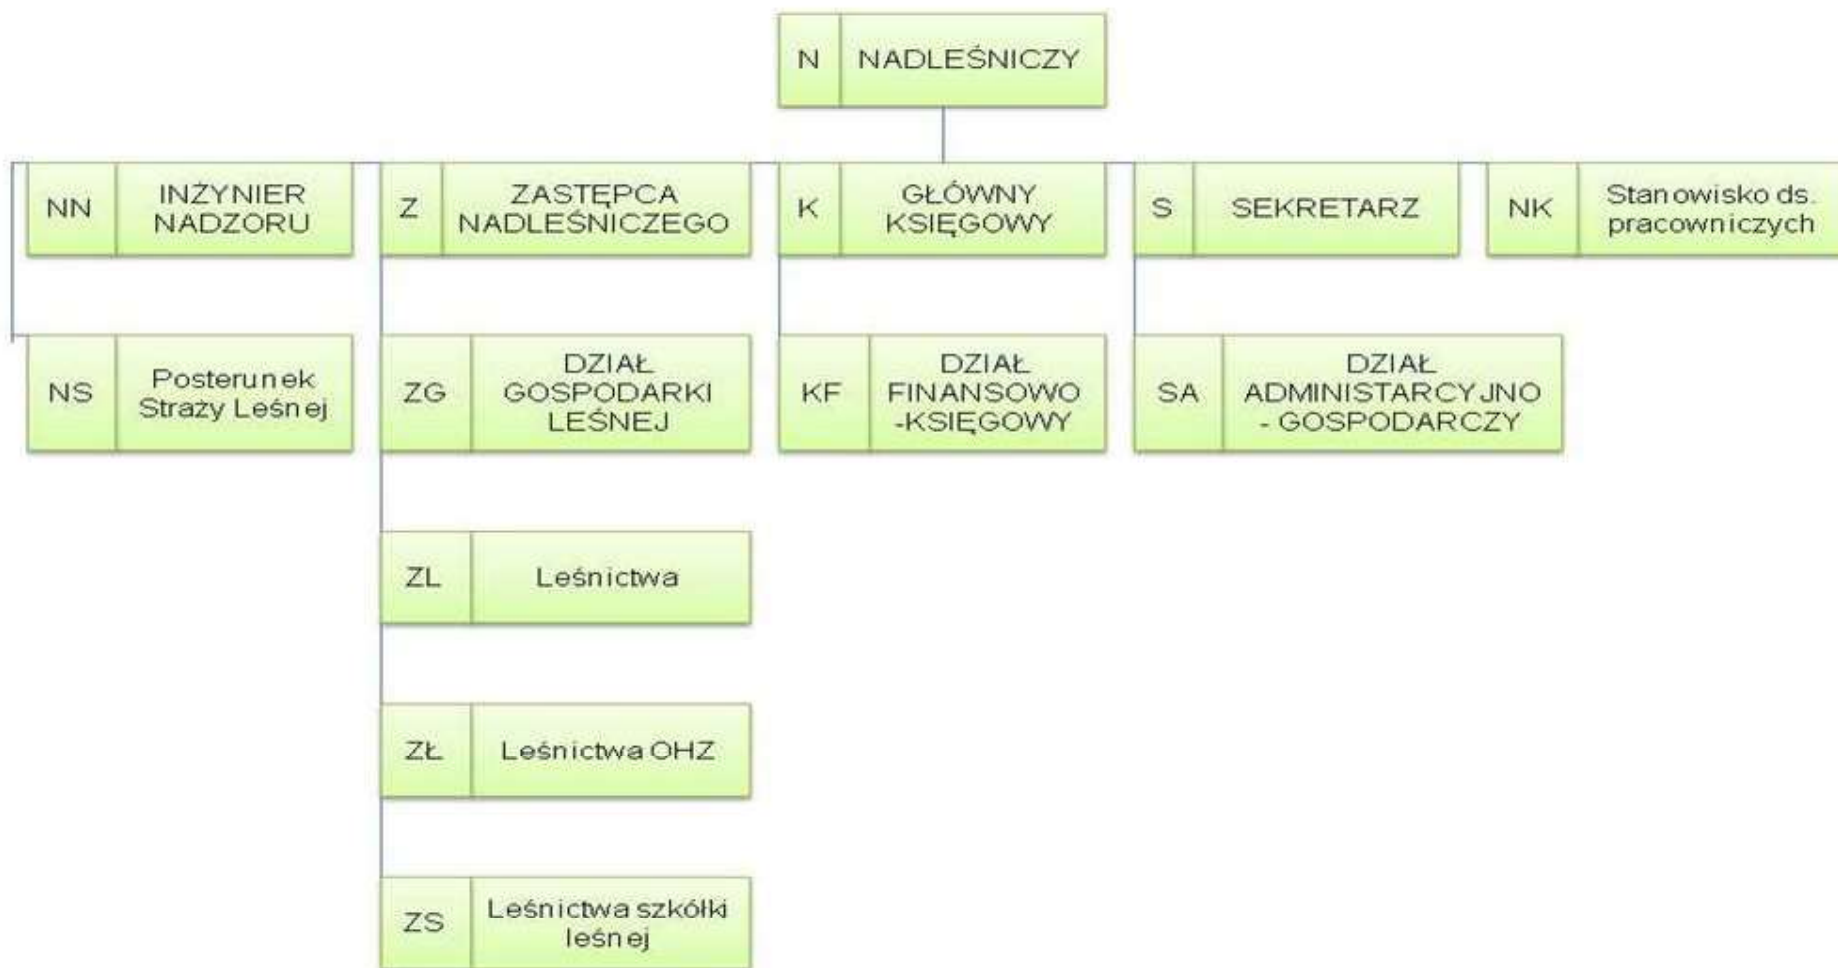 N NADLEŚNICZY
NN INŻYNIER
NADZORU
Z ZASTĘPCA
NADLEŚNICZEGO
K GŁÓWNY
KSIĘGOWY
S SEKRETARZ
NK Stanowisko ds.
pracowniczych
NS Posterunek
Straży Leśnej
ZG DZIAŁ
GOSPODARKI
LEŚNEJ
KF DZIAŁ
FINANSOWO
-KSIĘGOWY
SA DZIAŁ
ADMINISTARCYJNO
- GOSPODARCZY
ZL Leśnictwa
ZŁ Leśnictwa OHZ
ZS Leśnictwa szkółki
leśnej